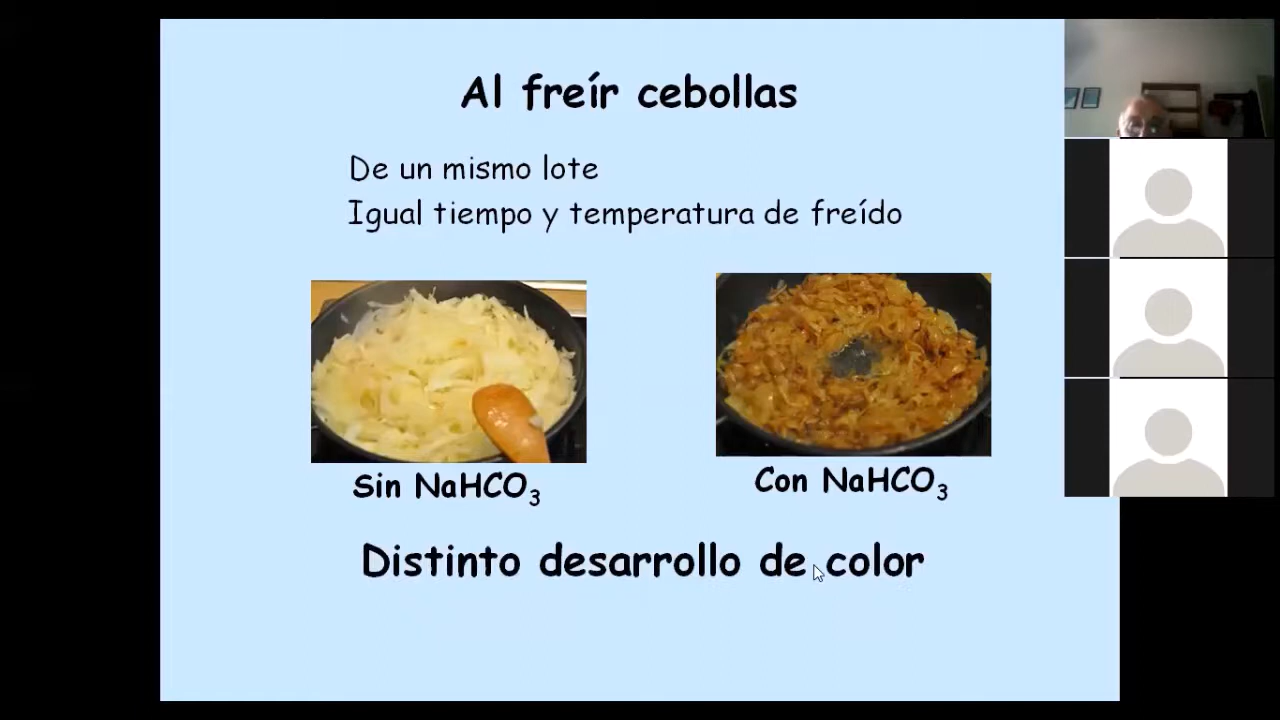 Al freír cebollas
De un mismo lote
Igual tiempo y temperatura de freído
Sin NaHCO₃
Con NaHCO₃
Distinto desarrollo de color